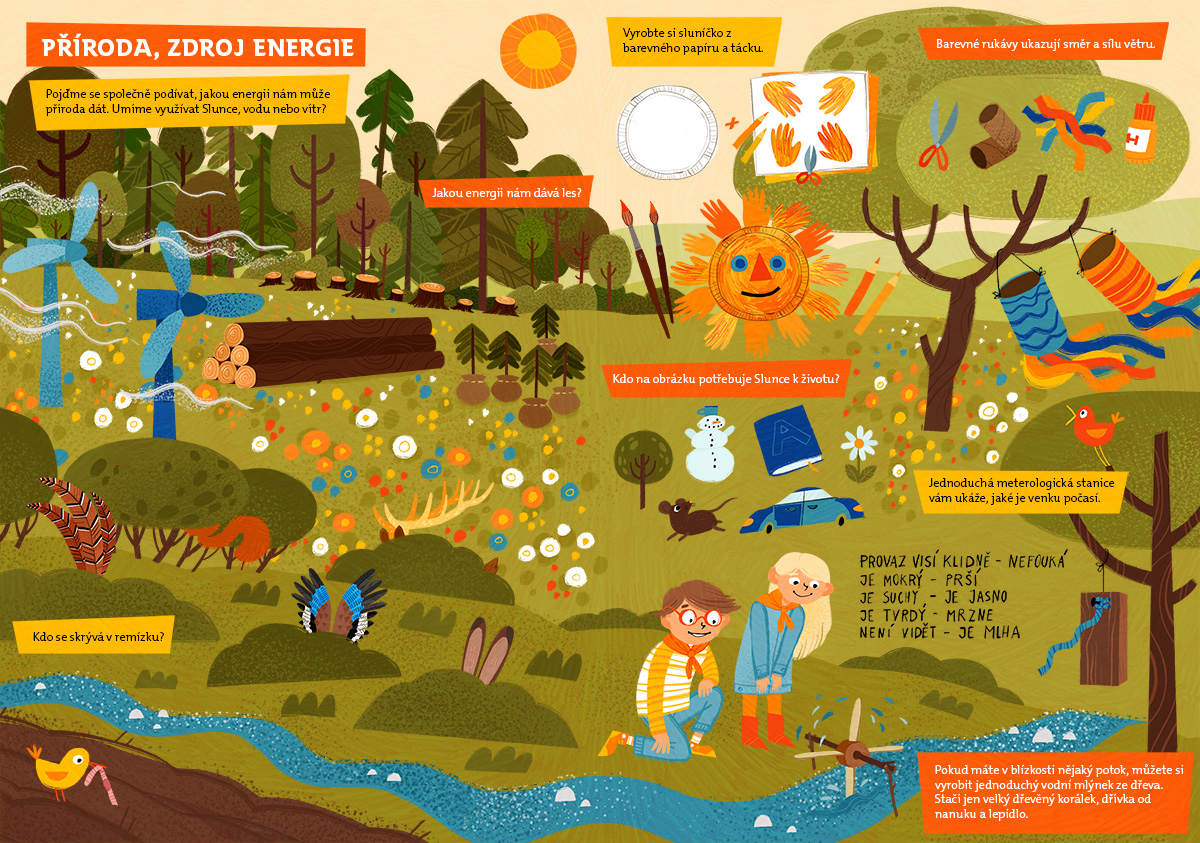 PŘÍRODA, ZDROJ ENERGIE
Pojďme se společně podívat, jakou energii nám může
příroda dát. Umíme využívat Slunce, vodu nebo vítr?
Jakou energii nám dává les?
Kdo se skrývá v remízku?
Vyrobte si sluníčko z
barevného papíru a tácku.
Barevné rukávy ukazují směr a sílu větru.
H
Kdo na obrázku potřebuje Slunce k životu?
A
Jednoduchá meterologická stanice
vám ukáže, jaké je venku počasí.
PROVAZ VISÍ KLIDNĚ - NEFOUKÁ
JE MOKRÝ - PRŠÍ
JE SUCHÝ - JE JASNO
JE TVRDÝ - MRZNE
NENÍ VIDĚT - JE MLHA
Pokud máte v blízkosti nějaký potok, můžete si
vyrobit jednoduchý vodní mlýnek ze dřeva.
Stačí jen velký dřevěný korálek, dřívka od
nanuku a lepidlo.